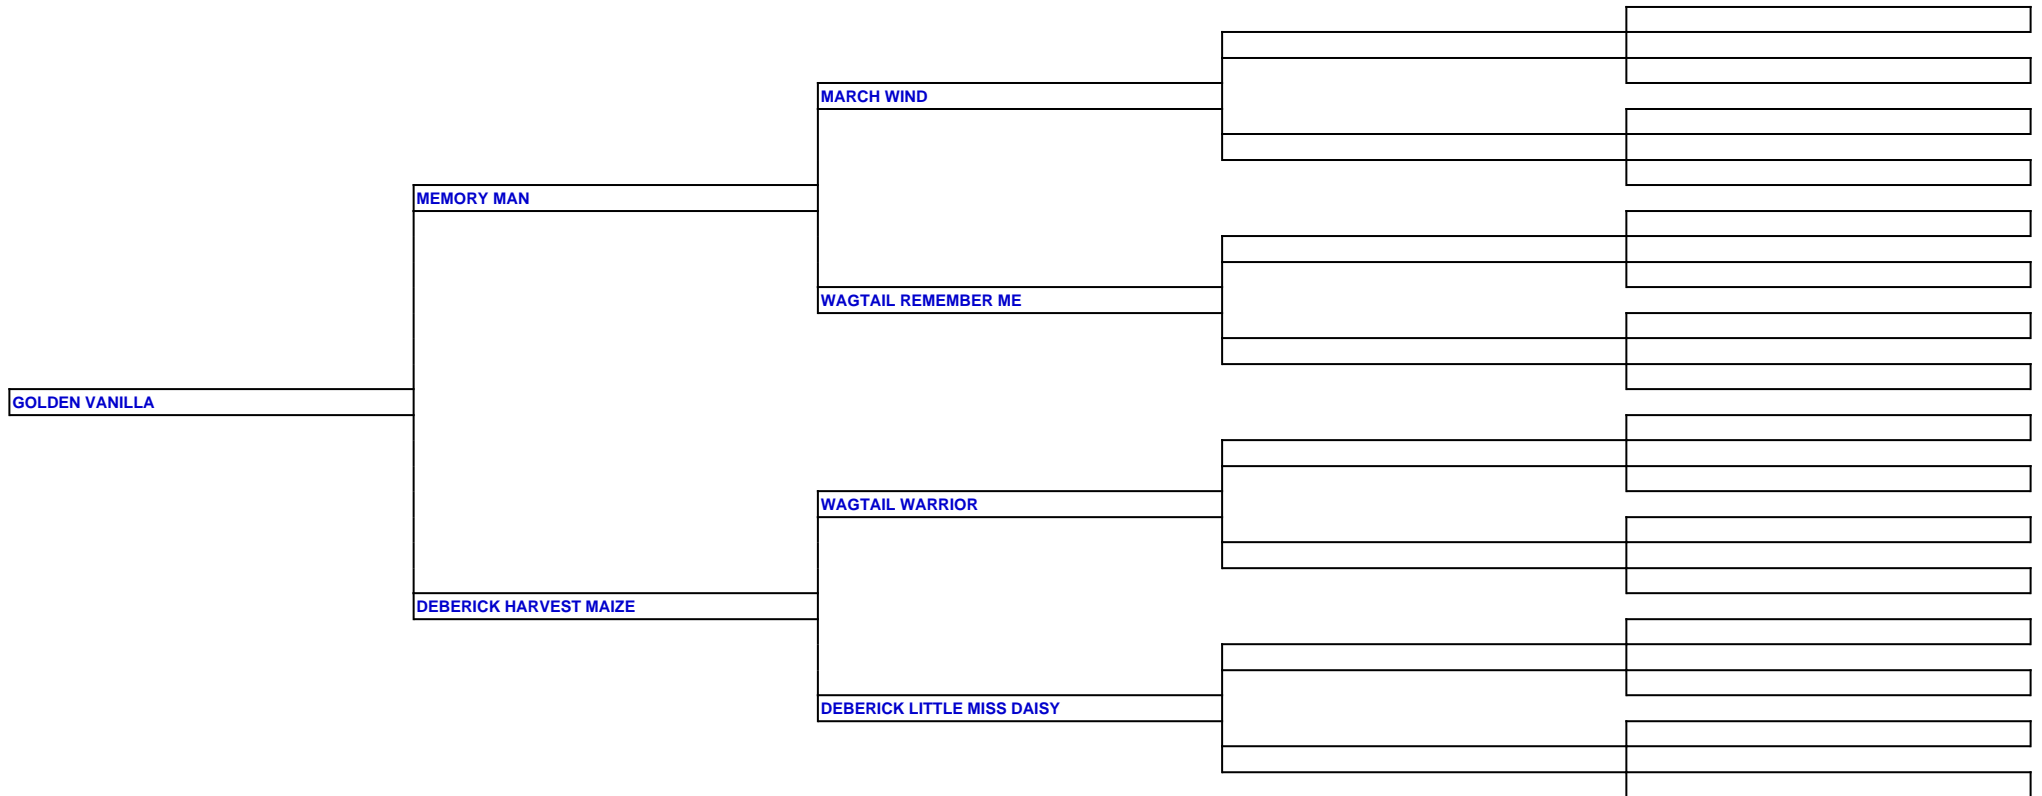 MARCH WIND
MEMORY MAN
WAGTAIL REMEMBER ME
GOLDEN VANILLA
WAGTAIL WARRIOR
DEBERICK HARVEST MAIZE
DEBERICK LITTLE MISS DAISY